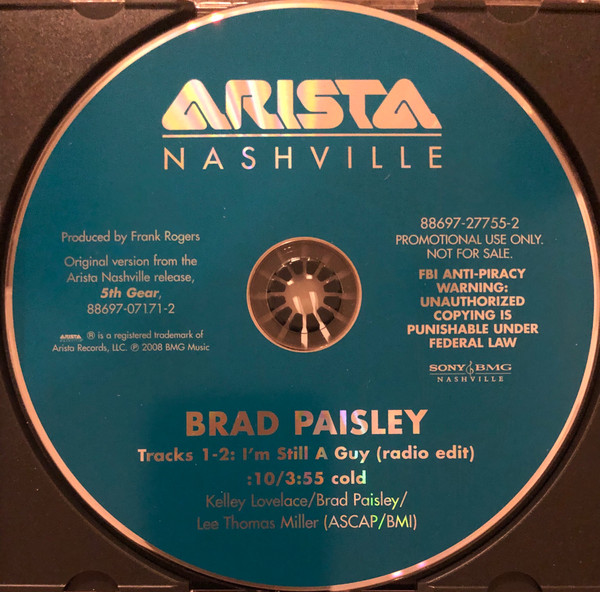 ARISTA
NASHVILLE
Produced by Frank Rogers
Original version from the
Arista Nashville release,
5th Gear,
88697-07171-2
ARISTA ® is a registered trademark of
Arista Records, LLC. ℗ 2008 BMG Music
88697-27755-2
PROMOTIONAL USE ONLY.
NOT FOR SALE.
FBI ANTI-PIRACY
WARNING:
UNAUTHORIZED
COPYING IS
PUNISHABLE UNDER
FEDERAL LAW
SONY BMG
NASHVILLE
BRAD PAISLEY
Tracks 1-2: I'm Still A Guy (radio edit)
:10/3:55 cold
Kelley Lovelace/Brad Paisley/
Lee Thomas Miller (ASCAP/BMI)